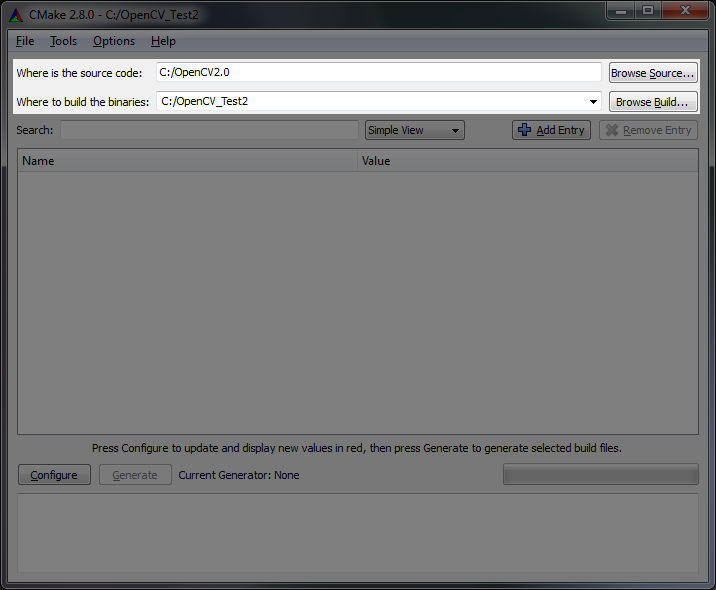 CMake 2.8.0 - C:/OpenCV_Test2
File Tools Options Help
Where is the source code: C:/OpenCV2.0 Browse Source...
Where to build the binaries: C:/OpenCV_Test2 Browse Build...
Search: Simple View Add Entry Remove Entry
Name Value
Press Configure to update and display new values in red, then press Generate to generate selected build files.
Configure Generate Current Generator: None